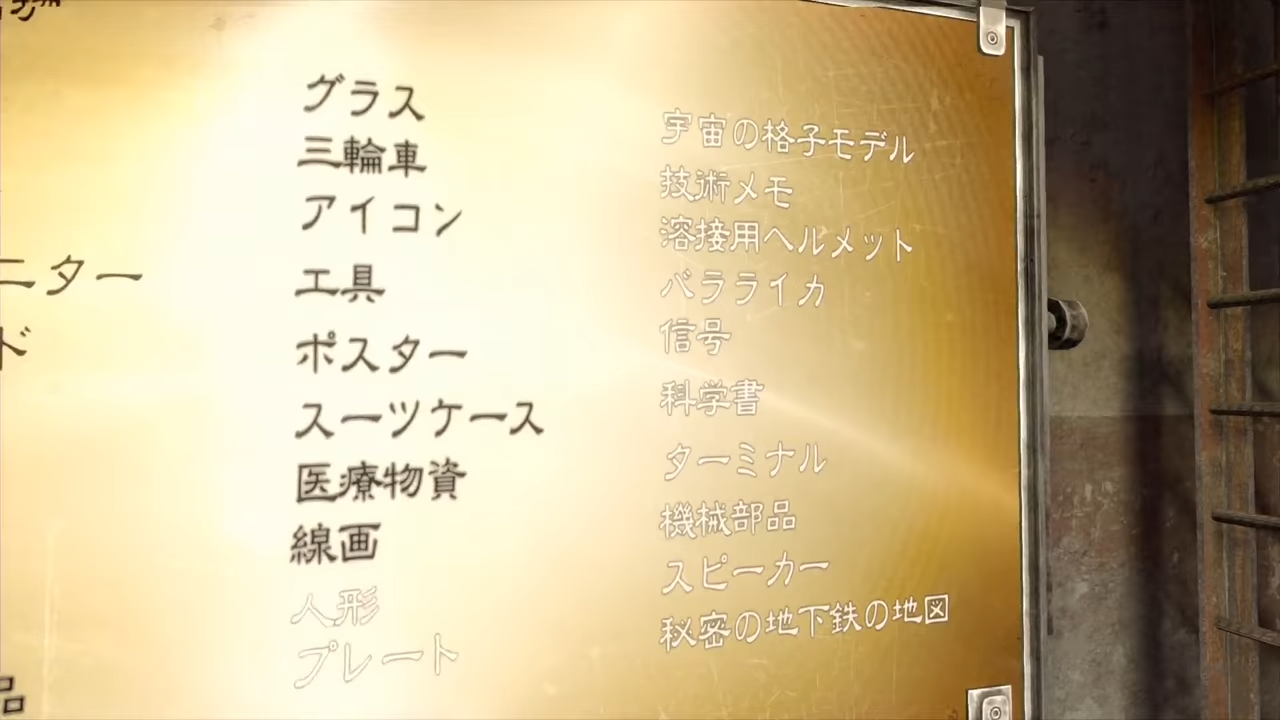 ニター
ド
品
グラス
三輪車
アイコン
工具
ポスター
スーツケース
医療物資
線画
人形
プレート
宇宙の格子モデル
技術メモ
溶接用ヘルメット
バラライカ
信号
科学書
ターミナル
機械部品
スピーカー
秘密の地下鉄の地図